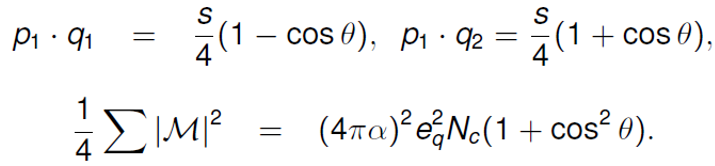 p₁ · q₁ = s/4 (1 − cos θ), p₁ · q₂ = s/4 (1 + cos θ),
1/4 ∑ |ℳ|² = (4πα)² e_q² N_c (1 + cos² θ).